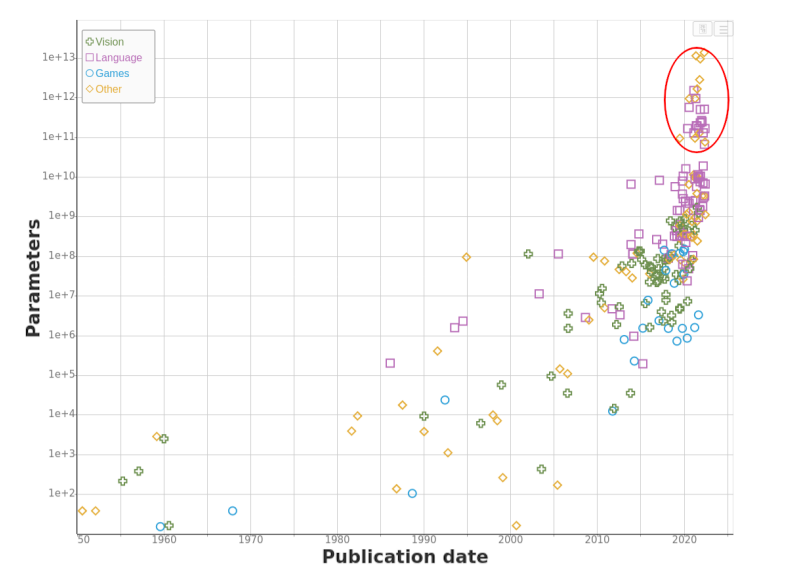 Vision
Language
Games
Other
1e+13
1e+12
1e+11
1e+10
1e+9
1e+8
1e+7
1e+6
1e+5
1e+4
1e+3
1e+2
Parameters
50 1960 1970 1980 1990 2000 2010 2020
Publication date